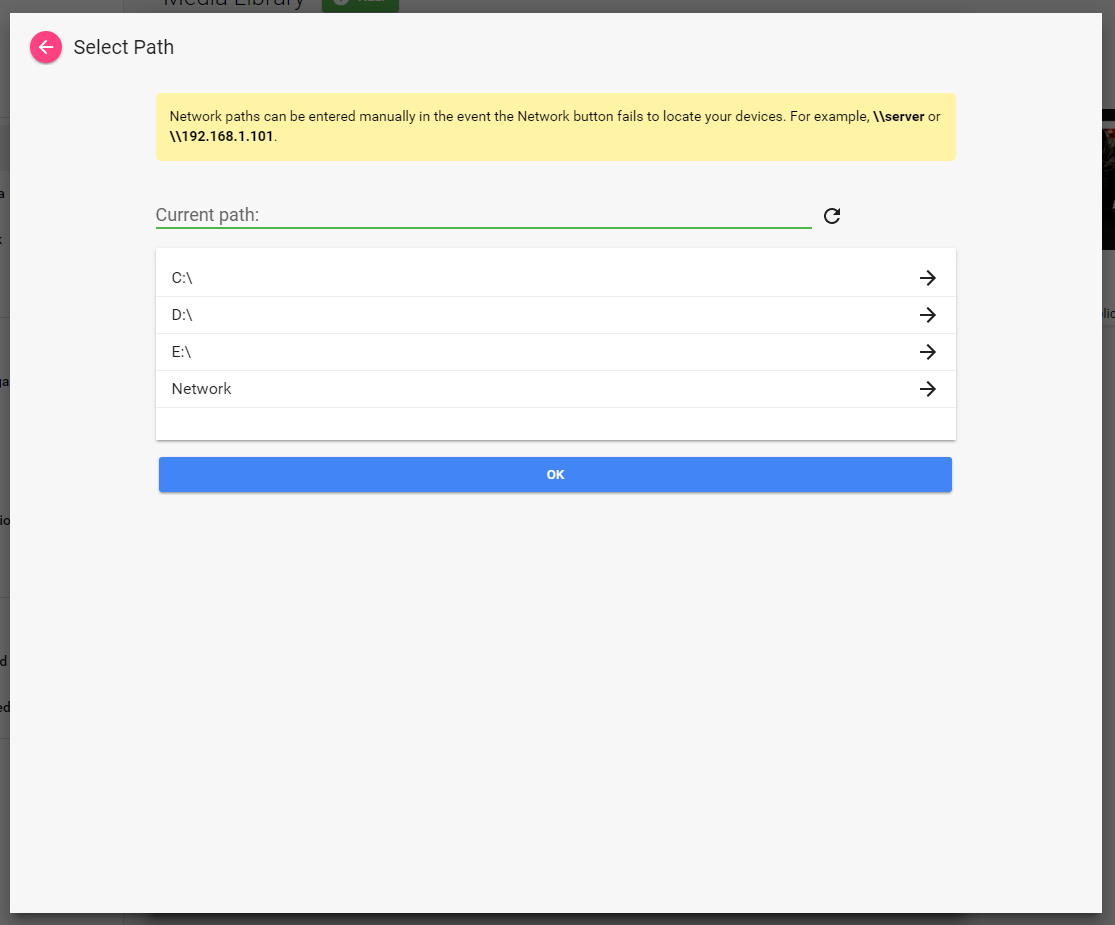 Media Library
Select Path
Network paths can be entered manually in the event the Network button fails to locate your devices. For example, \\server or
\\192.168.1.101.
Current path:
C:\
D:\
E:\
Network
OK